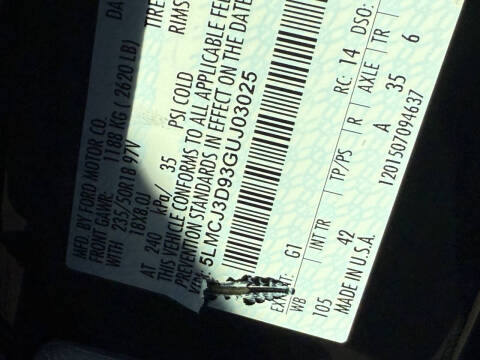 MFD. BY FORD MOTOR CO.
DA
FRONT GAWR: 1188 KG ( 2620 LB)
WITH 235/50R18 97V TIRE
18X8.0J RIMS
AT 240 kPa/ 35 PSI COLD
THIS VEHICLE CONFORMS TO ALL APPLICABLE FE
PREVENTION STANDARDS IN EFFECT ON THE DATE
5LMCJ3D93GUJ03025
EXT G1
RC: 14 DSO:
WB INT TR TP/PS R AXLE TR
105 42 A 35 6
MADE IN U.S.A. 1201507094637